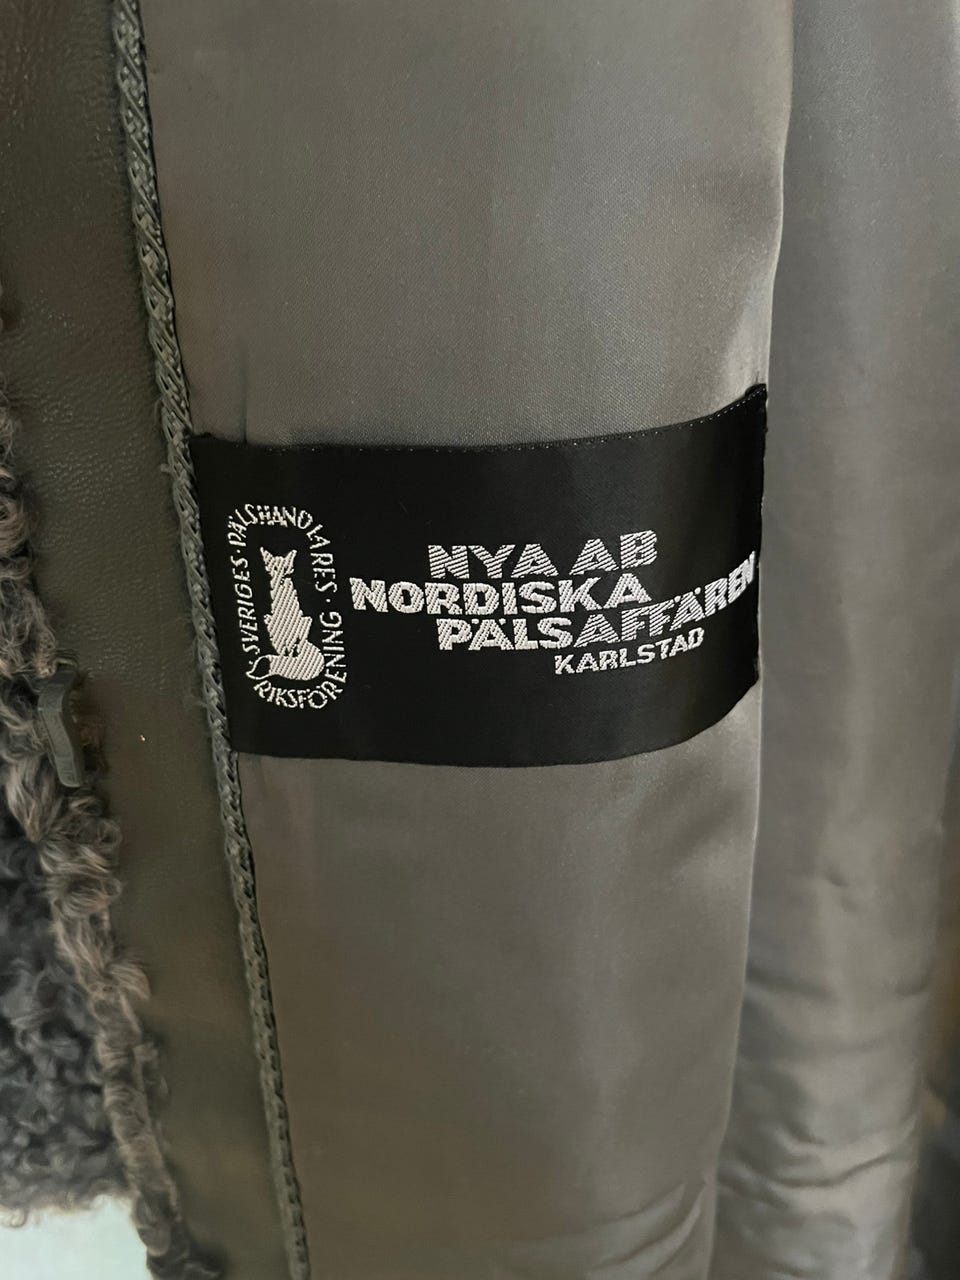 SVERIGES · PÄLSHANDLARES · RIKSFÖRENING ·
NYA AB
NORDISKA
PÄLSAFFÄREN
KARLSTAD